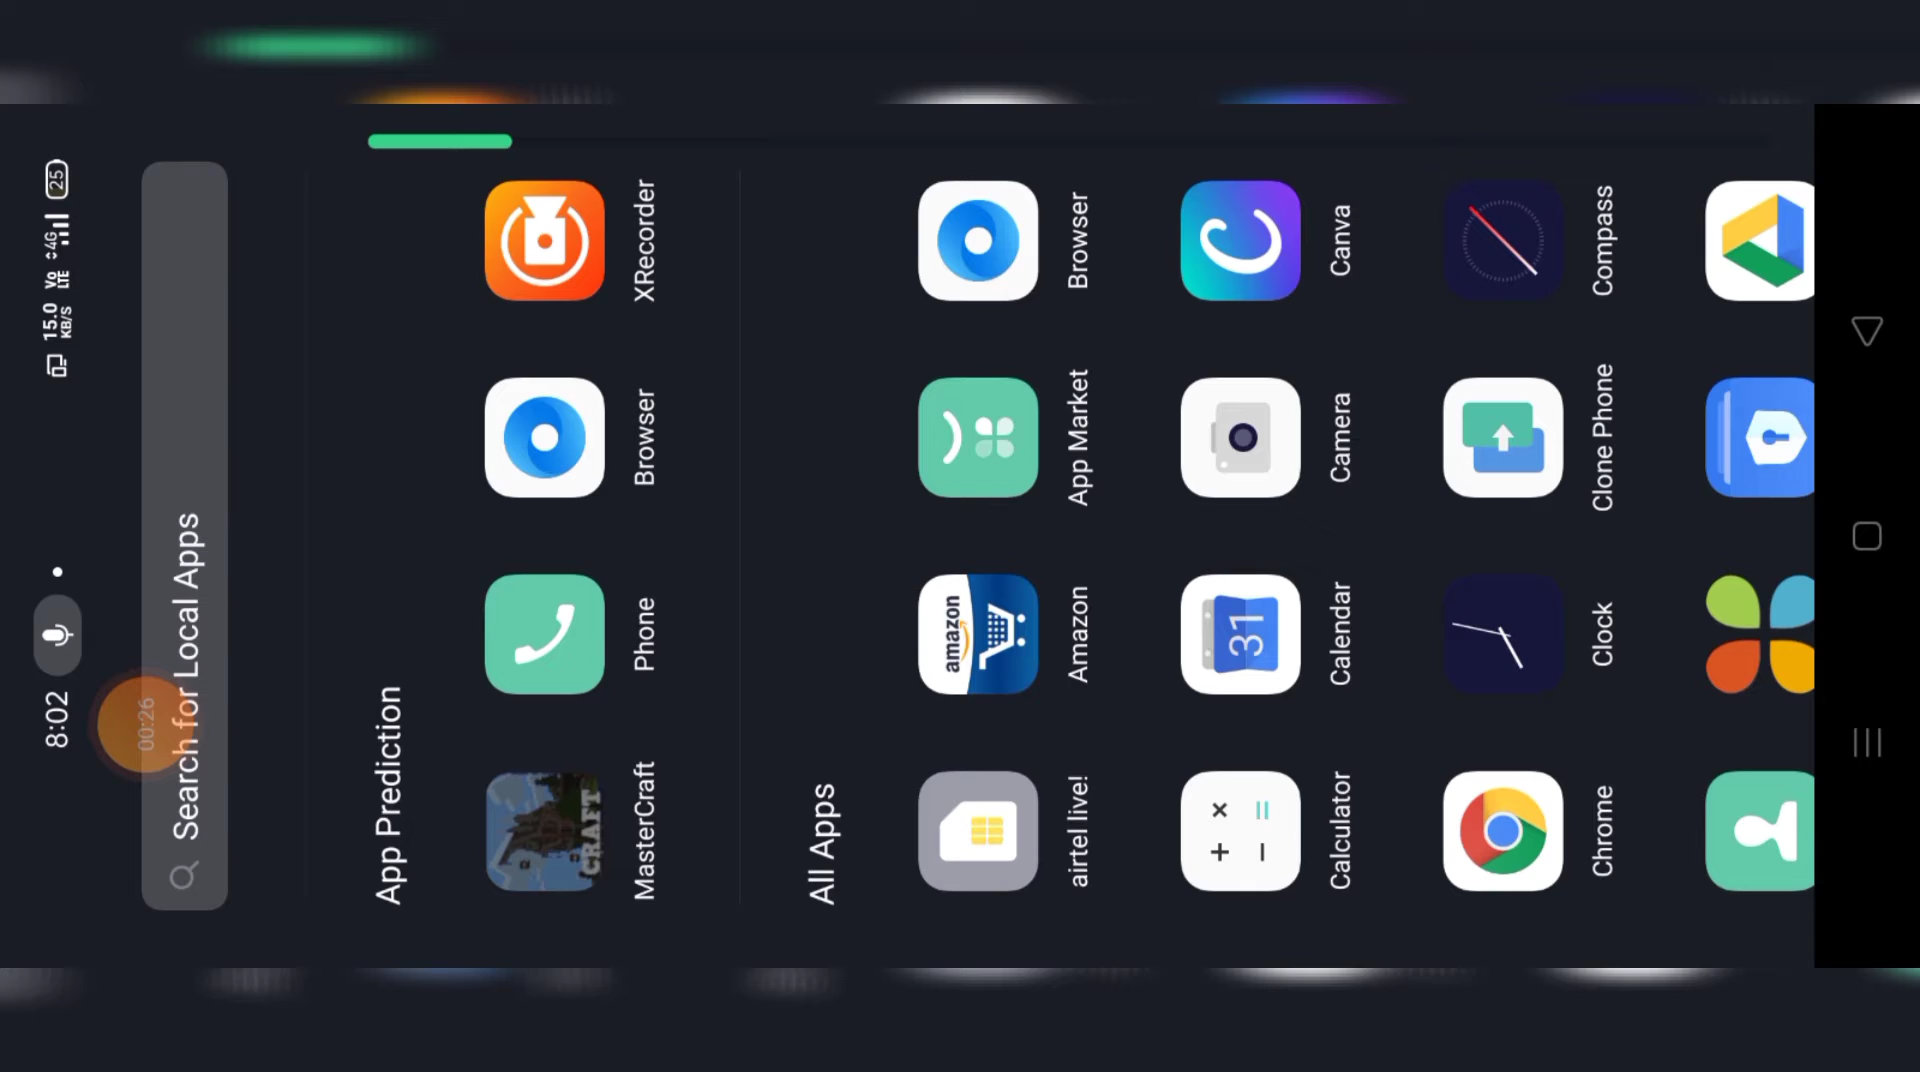 8:02
15.0 KB/S
Vo LTE
4G
25
00:26
Search for Local Apps
App Prediction
CRAFT
MasterCraft
Phone
Browser
XRecorder
All Apps
amazon
airtel live!
Amazon
App Market
Browser
31
Calculator
Calendar
Camera
Canva
Chrome
Clock
Clone Phone
Compass